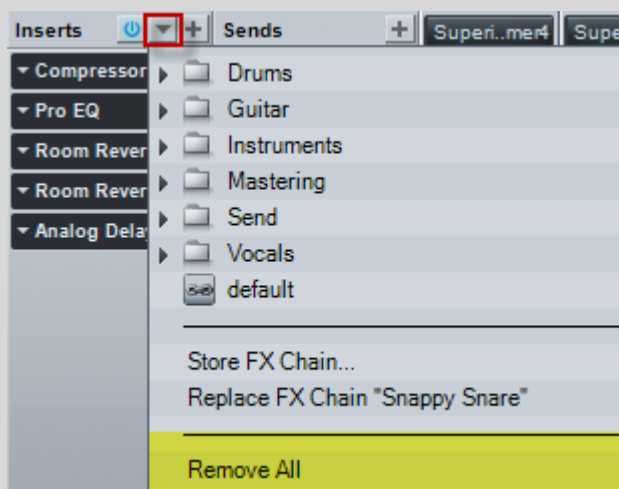 Inserts Sends Superi..mer4 Supe
Compressor
Pro EQ
Room Rever
Room Rever
Analog Dela
Drums
Guitar
Instruments
Mastering
Send
Vocals
default
Store FX Chain...
Replace FX Chain "Snappy Snare"
Remove All